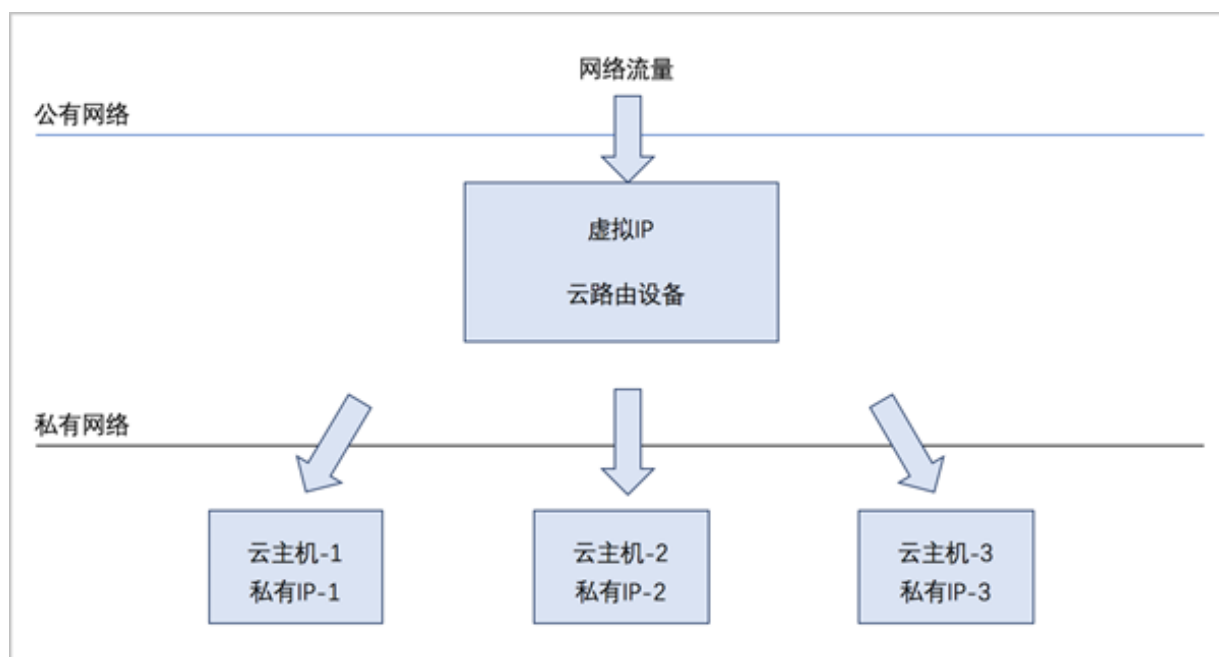 网络流量
公有网络
虚拟IP
云路由设备
私有网络
云主机-1
私有IP-1
云主机-2
私有IP-2
云主机-3
私有IP-3